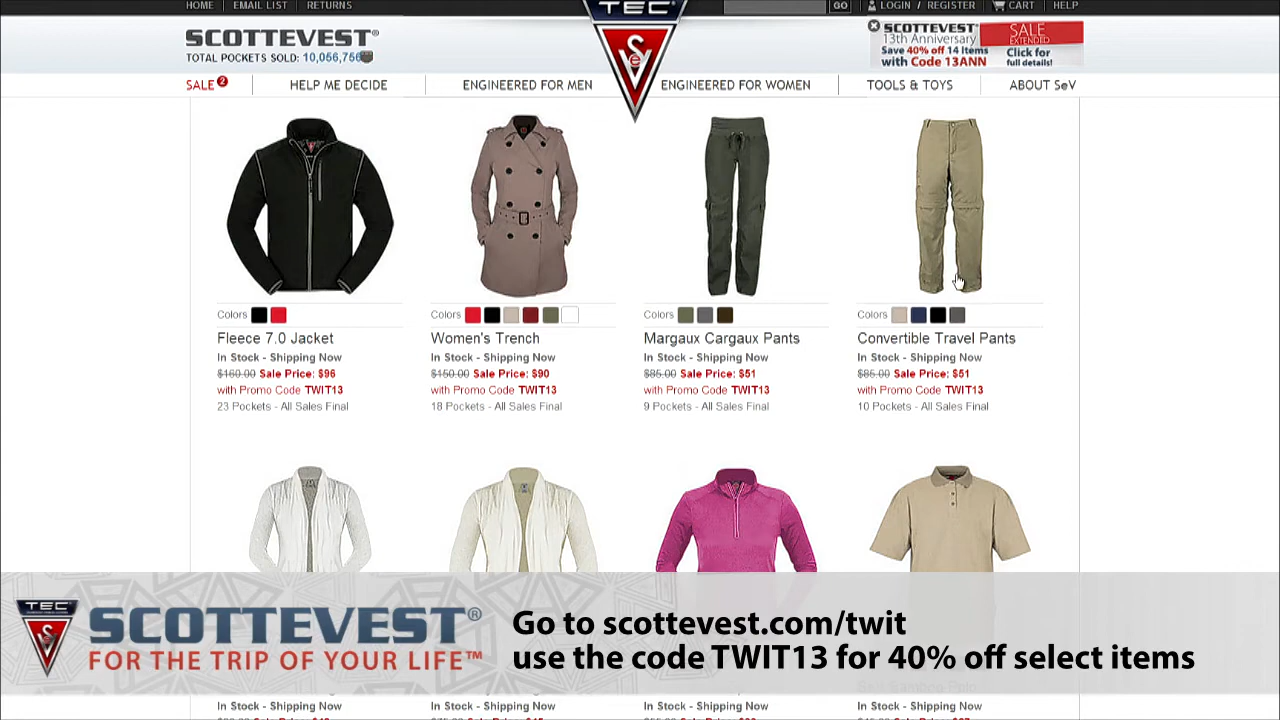 HOME EMAIL LIST RETURNS GO LOGIN / REGISTER CART HELP
TEC
SeV
SCOTTEVEST®
TOTAL POCKETS SOLD: 10,056,756
SCOTTEVEST
13th Anniversary
Save 40% off 14 Items
with Code 13ANN
SALE
EXTENDED
Click for
full details!
SALE 2 HELP ME DECIDE ENGINEERED FOR MEN ENGINEERED FOR WOMEN TOOLS & TOYS ABOUT SeV
Colors
Fleece 7.0 Jacket
In Stock - Shipping Now
$160.00 Sale Price: $96
with Promo Code TWIT13
23 Pockets - All Sales Final
Colors
Women's Trench
In Stock - Shipping Now
$150.00 Sale Price: $90
with Promo Code TWIT13
18 Pockets - All Sales Final
Colors
Margaux Cargaux Pants
In Stock - Shipping Now
$85.00 Sale Price: $51
with Promo Code TWIT13
9 Pockets - All Sales Final
Colors
Convertible Travel Pants
In Stock - Shipping Now
$85.00 Sale Price: $51
with Promo Code TWIT13
10 Pockets - All Sales Final
TEC
SCOTTEVEST®
FOR THE TRIP OF YOUR LIFE™
Go to scottevest.com/twit
use the code TWIT13 for 40% off select items
In Stock - Shipping Now
In Stock - Shipping Now
In Stock - Shipping Now
In Stock - Shipping Now